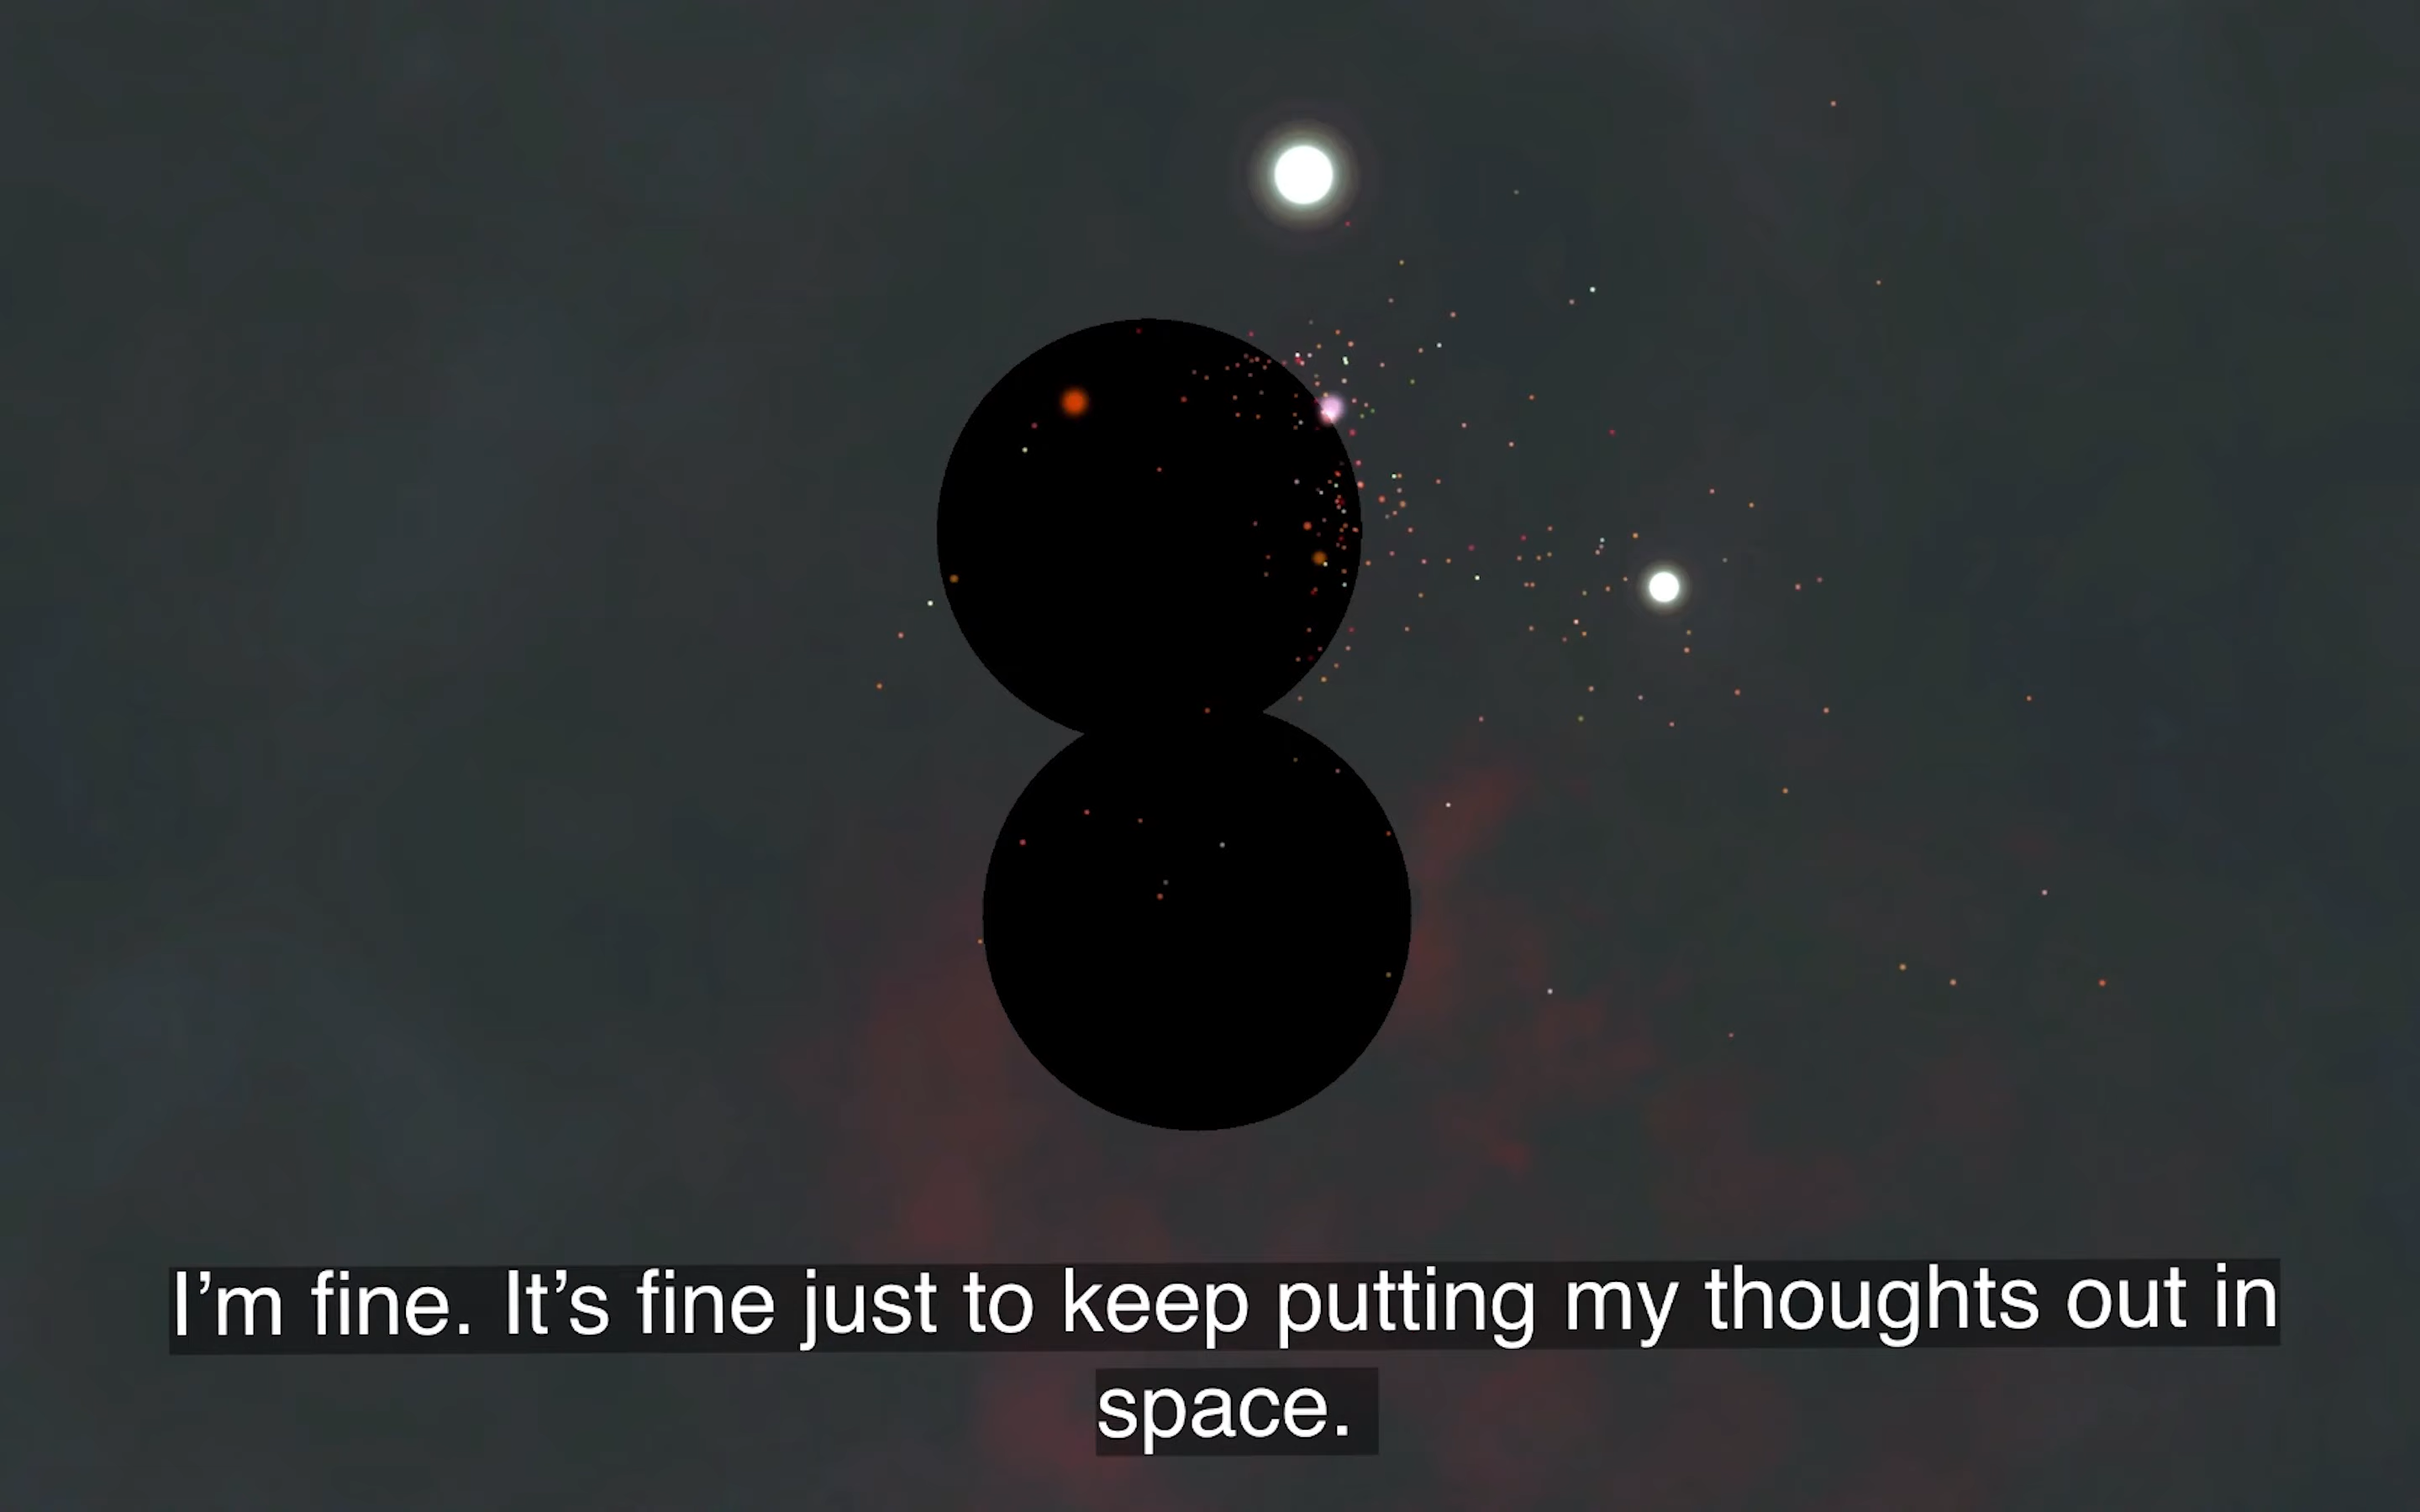 I’m fine. It’s fine just to keep putting my thoughts out in
space.